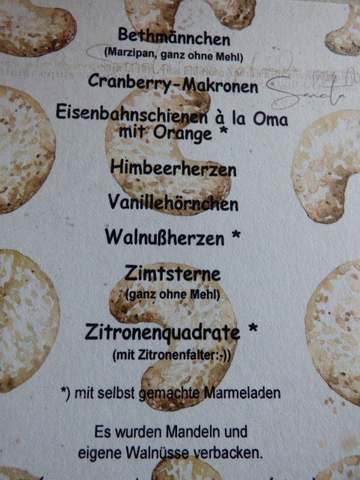 Bethmännchen
(Marzipan, ganz ohne Mehl)
Cranberry-Makronen
Eisenbahnschienen à la Oma
mit Orange *
Himbeerherzen
Vanillehörnchen
Walnußherzen *
Zimtsterne
(ganz ohne Mehl)
Zitronenquadrate *
(mit Zitronenfalter:-))
*) mit selbst gemachte Marmeladen
Es wurden Mandeln und
eigene Walnüsse verbacken.